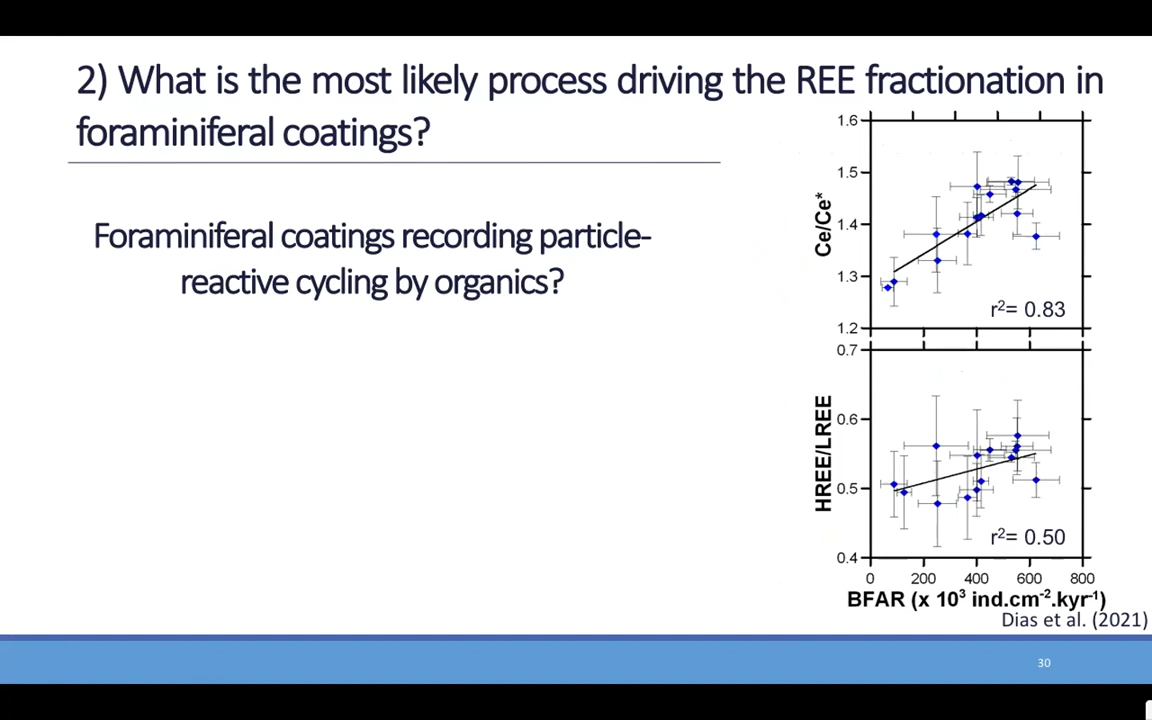 2) What is the most likely process driving the REE fractionation in
foraminiferal coatings?
Foraminiferal coatings recording particle-
reactive cycling by organics?
1.6
1.5
1.4
1.3
1.2
Ce/Ce*
r²= 0.83
0.7
0.6
0.5
0.4
HREE/LREE
r²= 0.50
0 200 400 600 800
BFAR (x 10³ ind.cm⁻².kyr⁻¹)
Dias et al. (2021)
30